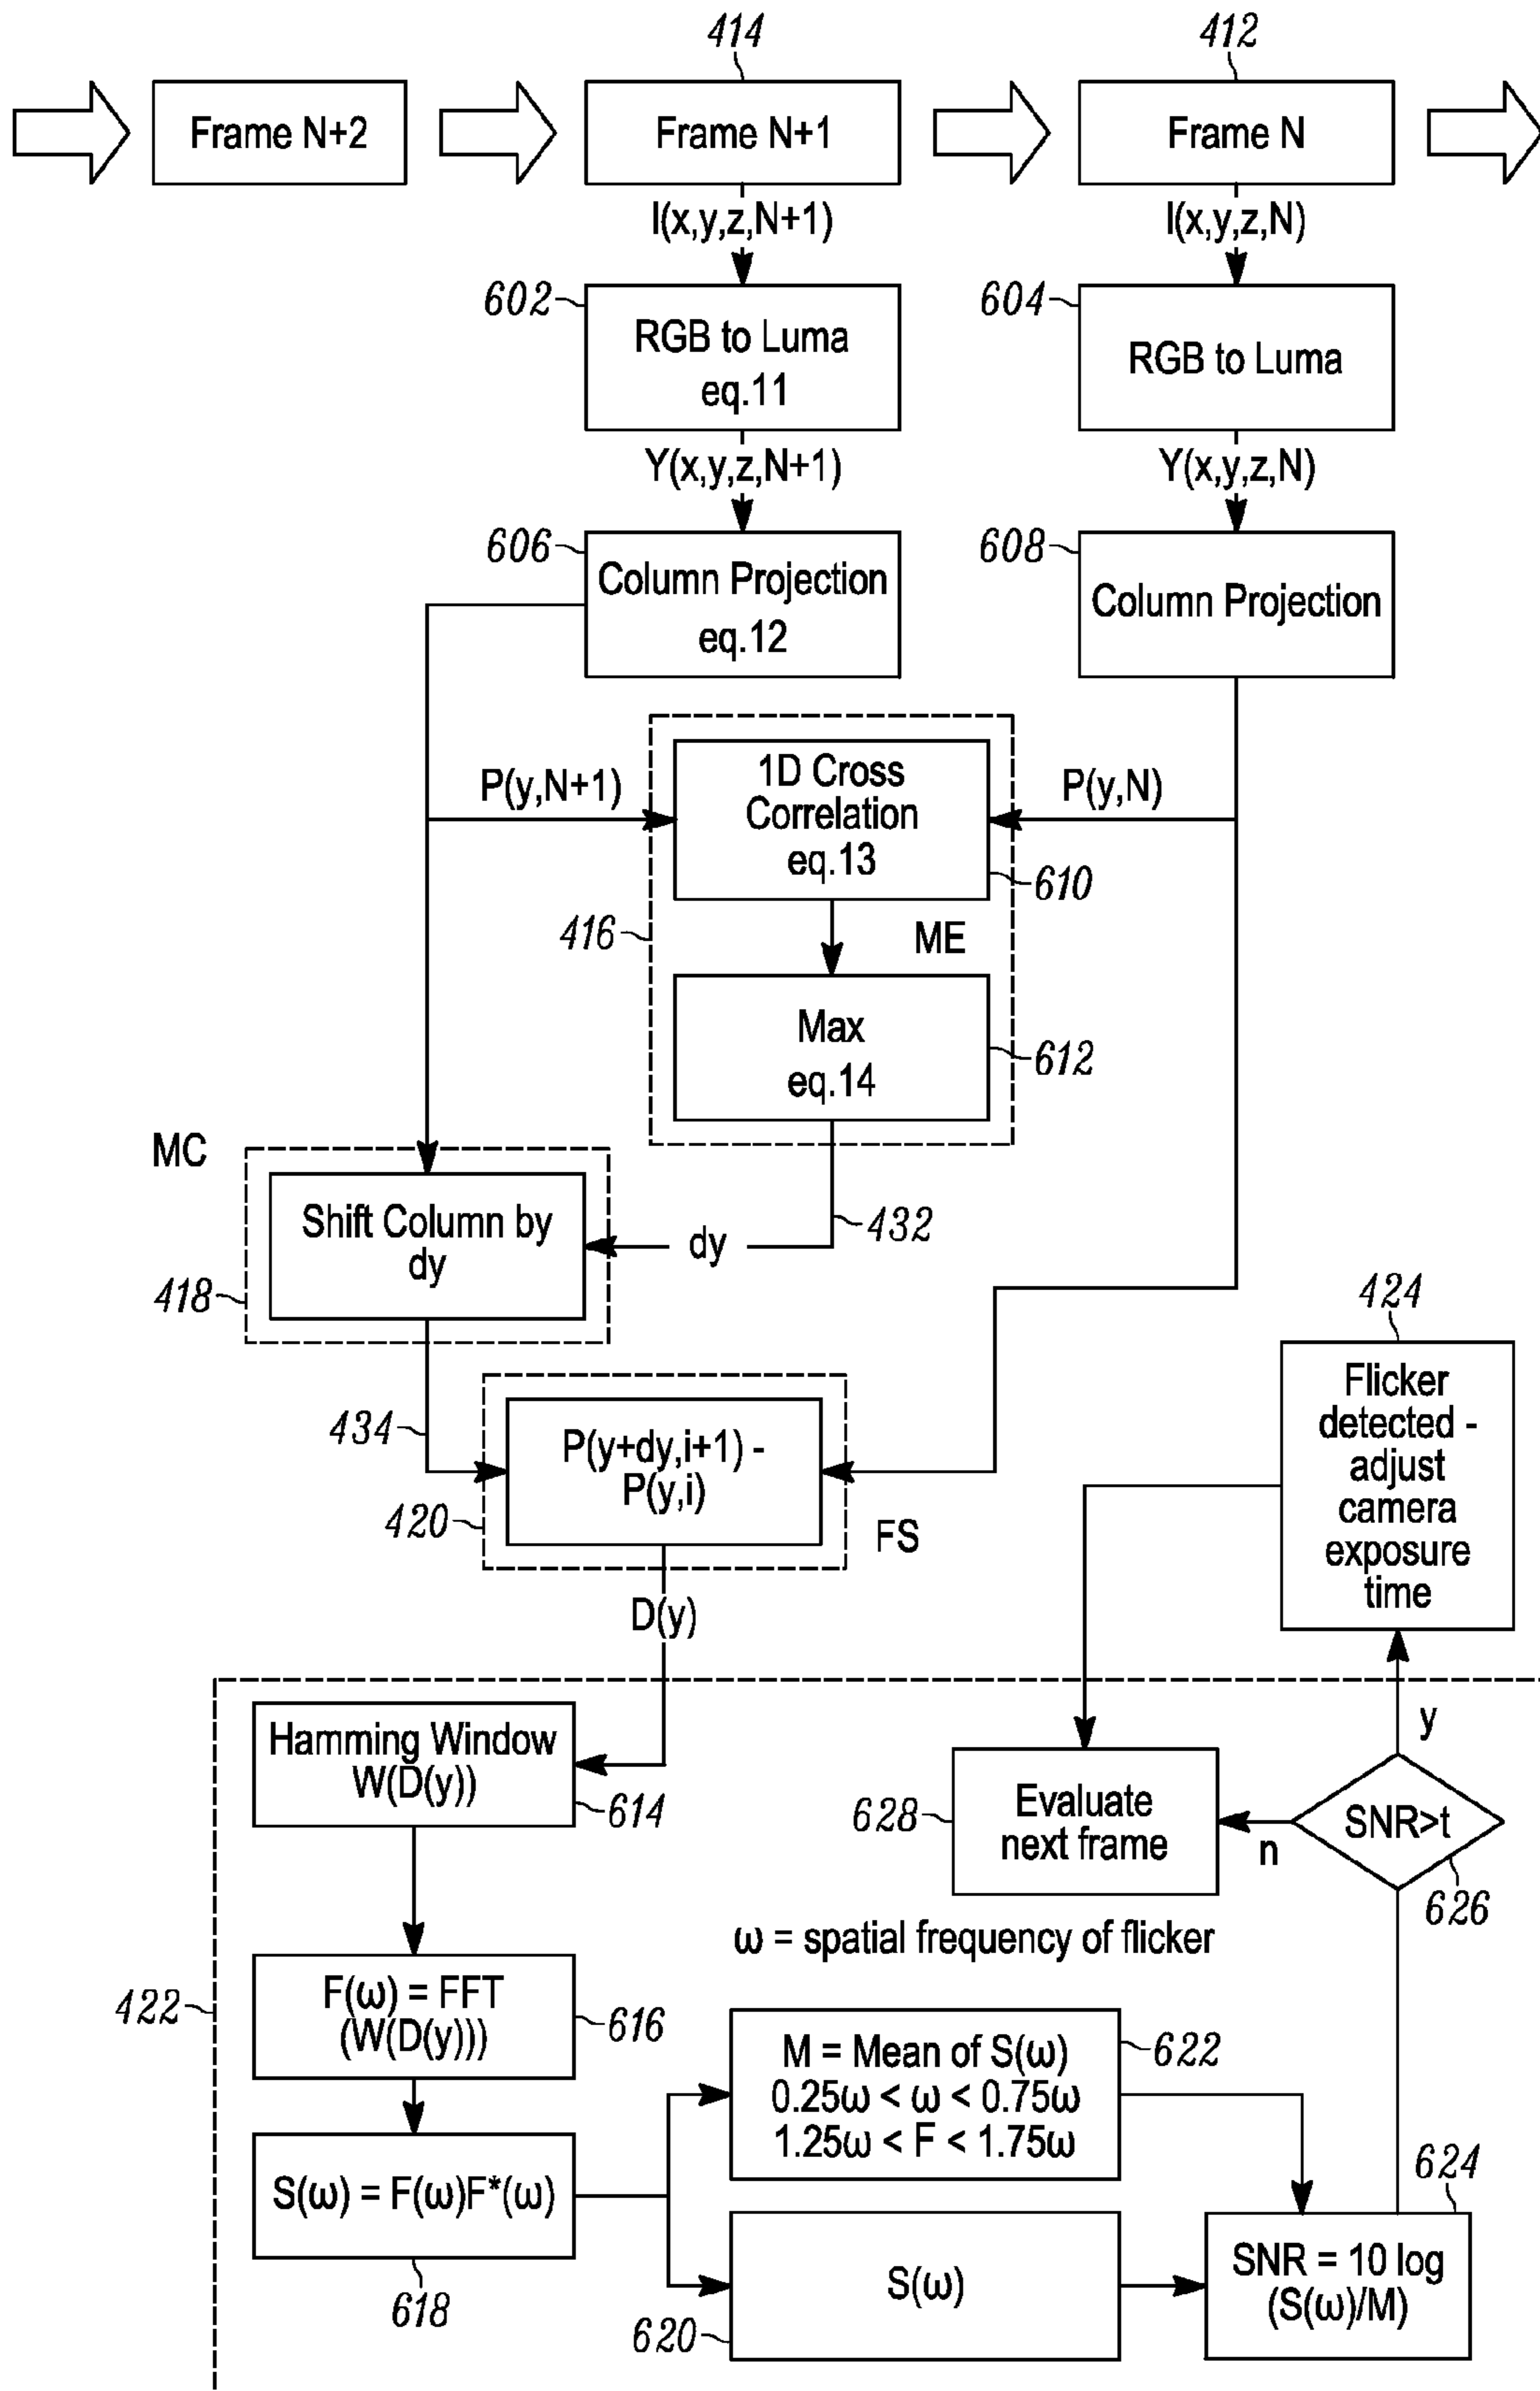 414
412
Frame N+2
Frame N+1
Frame N
I(x,y,z,N+1)
I(x,y,z,N)
602
RGB to Luma
eq.11
604
RGB to Luma
Y(x,y,z,N+1)
Y(x,y,z,N)
606
Column Projection
eq.12
608
Column Projection
P(y,N+1)
1D Cross
Correlation
eq.13
P(y,N)
610
416
ME
Max
eq.14
612
MC
Shift Column by
dy
dy
432
418
424
Flicker
detected -
adjust
camera
exposure
time
434
P(y+dy,i+1) -
P(y,i)
420
FS
D(y)
Hamming Window
W(D(y))
614
y
628
Evaluate
next frame
n
SNR>t
626
ω = spatial frequency of flicker
422
F(ω) = FFT
(W(D(y)))
616
M = Mean of S(ω)
0.25ω < ω < 0.75ω
1.25ω < F < 1.75ω
622
S(ω) = F(ω)F*(ω)
618
S(ω)
620
624
SNR = 10 log
(S(ω)/M)